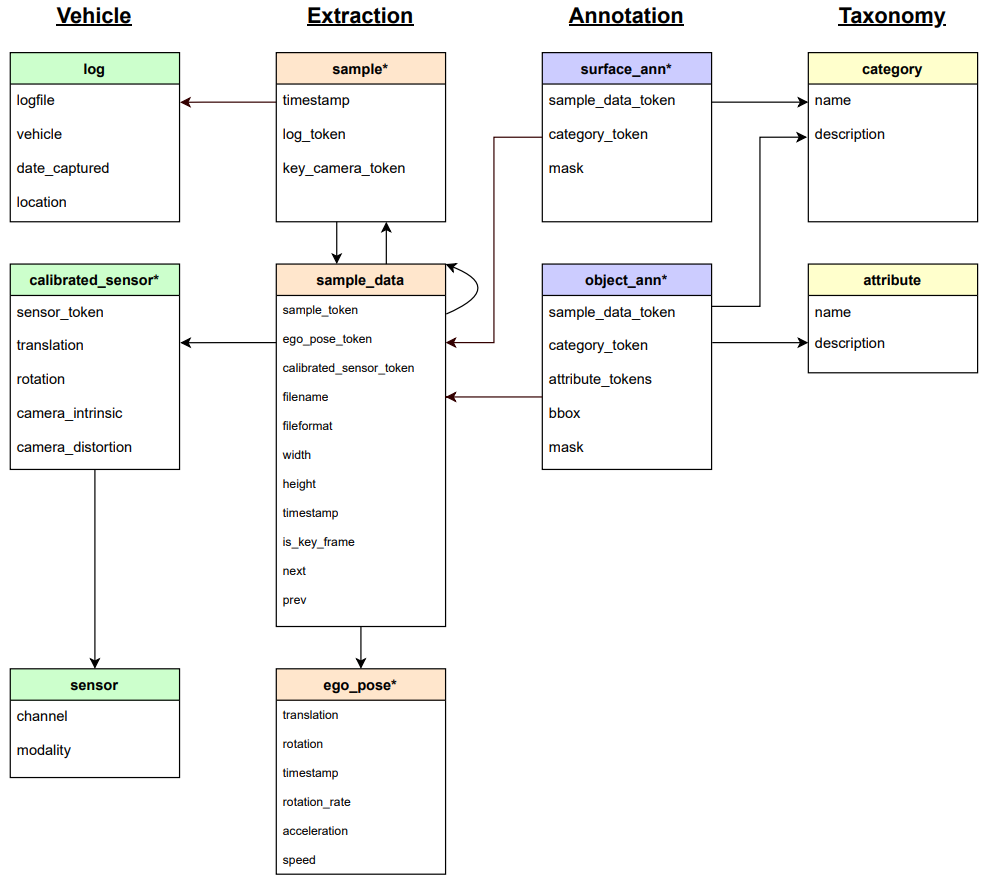 Vehicle
Extraction
Annotation
Taxonomy
log
logfile
vehicle
date_captured
location
sample*
timestamp
log_token
key_camera_token
surface_ann*
sample_data_token
category_token
mask
category
name
description
calibrated_sensor*
sensor_token
translation
rotation
camera_intrinsic
camera_distortion
sample_data
sample_token
ego_pose_token
calibrated_sensor_token
filename
fileformat
width
height
timestamp
is_key_frame
next
prev
object_ann*
sample_data_token
category_token
attribute_tokens
bbox
mask
attribute
name
description
sensor
channel
modality
ego_pose*
translation
rotation
timestamp
rotation_rate
acceleration
speed